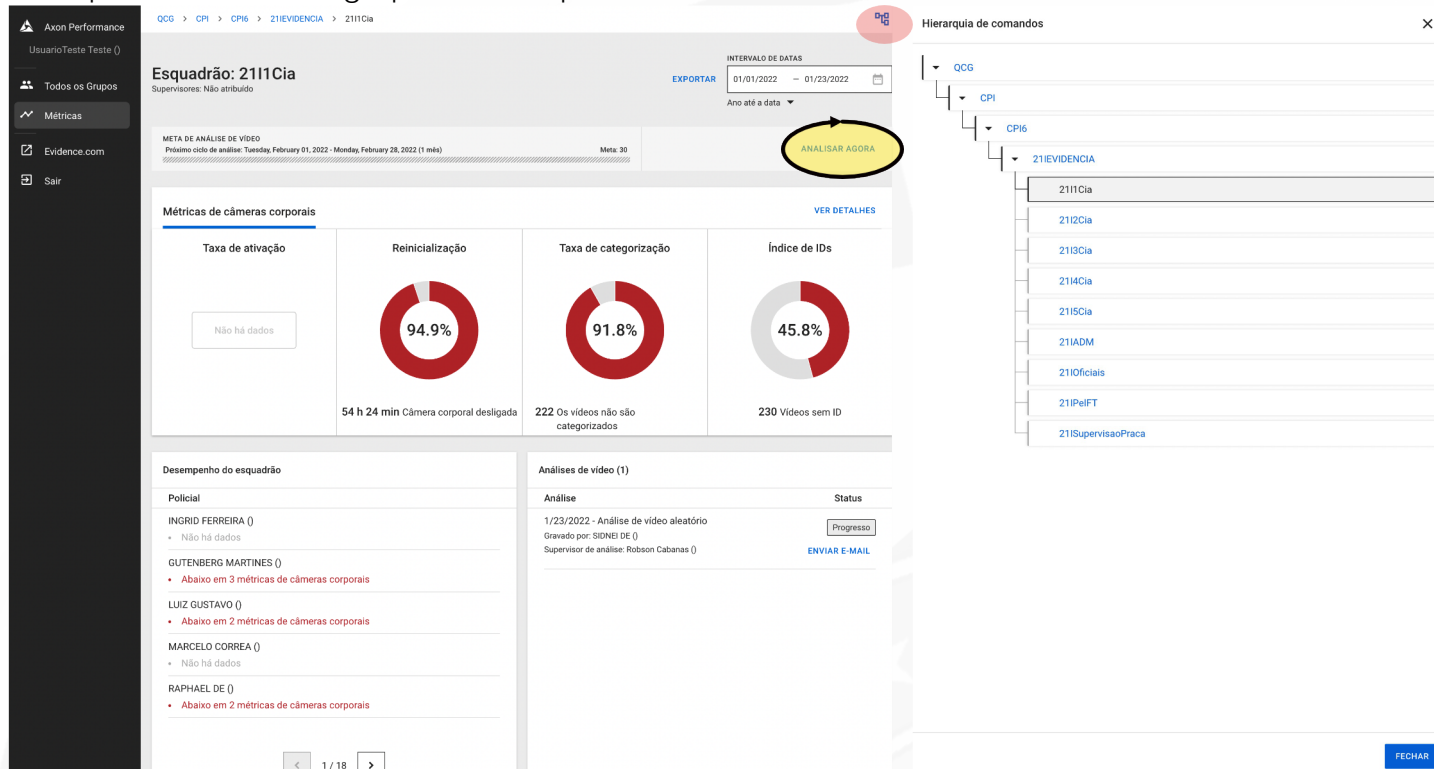 Axon Performance
UsuarioTeste Teste ()
Todos os Grupos
Métricas
Evidence.com
Sair
QCG > CPI > CPI6 > 21IEVIDENCIA > 21I1Cia
Esquadrão: 21I1Cia
Supervisores: Não atribuído
EXPORTAR
INTERVALO DE DATAS
01/01/2022 – 01/23/2022
Ano até a data
META DE ANÁLISE DE VÍDEO
Próximo ciclo de análise: Tuesday, February 01, 2022 - Monday, February 28, 2022 (1 mês)
Meta: 30
ANALISAR AGORA
Métricas de câmeras corporais
VER DETALHES
Taxa de ativação
Não há dados
Reinicialização
94.9%
54 h 24 min Câmera corporal desligada
Taxa de categorização
91.8%
222 Os vídeos não são
categorizados
Índice de IDs
45.8%
230 Vídeos sem ID
Desempenho do esquadrão
Policial
INGRID FERREIRA ()
• Não há dados
GUTENBERG MARTINES ()
• Abaixo em 3 métricas de câmeras corporais
LUIZ GUSTAVO ()
• Abaixo em 2 métricas de câmeras corporais
MARCELO CORREA ()
• Não há dados
RAPHAEL DE ()
• Abaixo em 2 métricas de câmeras corporais
< 1 / 18 >
Análises de vídeo (1)
Análise Status
1/23/2022 - Análise de vídeo aleatório
Gravado por: SIDNEI DE ()
Supervisor de análise: Robson Cabanas ()
Progresso
ENVIAR E-MAIL
Hierarquia de comandos
QCG
CPI
CPI6
21IEVIDENCIA
21I1Cia
21I2Cia
21I3Cia
21I4Cia
21I5Cia
21IADM
21IOficiais
21IPelFT
21ISupervisaoPraca
FECHAR